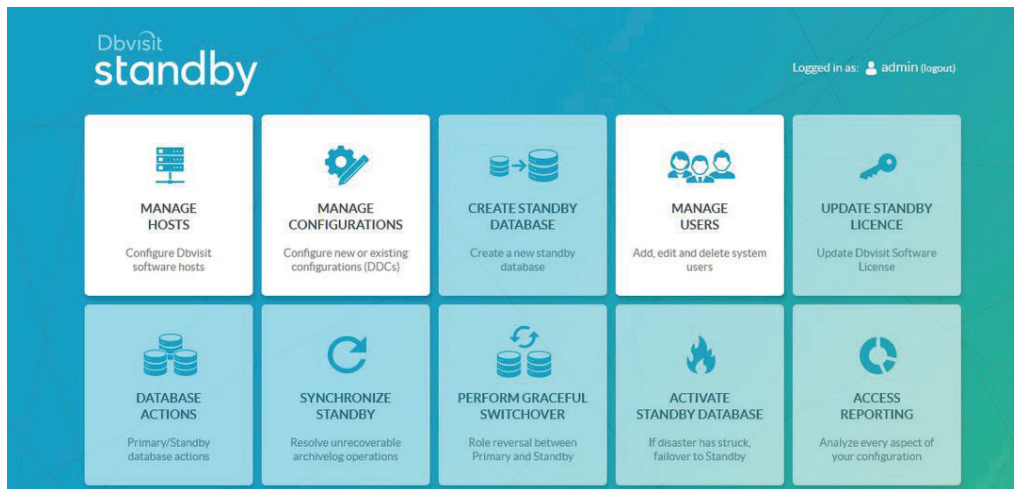 Dbvisit
standby
Logged in as: admin (logout)
MANAGE
HOSTS
Configure Dbvisit
software hosts
MANAGE
CONFIGURATIONS
Configure new or existing
configurations (DDCs)
CREATE STANDBY
DATABASE
Create a new standby
database
MANAGE
USERS
Add, edit and delete system
users
UPDATE STANDBY
LICENCE
Update Dbvisit Software
License
DATABASE
ACTIONS
Primary/Standby
database actions
SYNCHRONIZE
STANDBY
Resolve unrecoverable
archivelog operations
PERFORM GRACEFUL
SWITCHOVER
Role reversal between
Primary and Standby
ACTIVATE
STANDBY DATABASE
If disaster has struck,
failover to Standby
ACCESS
REPORTING
Analyze every aspect of
your configuration